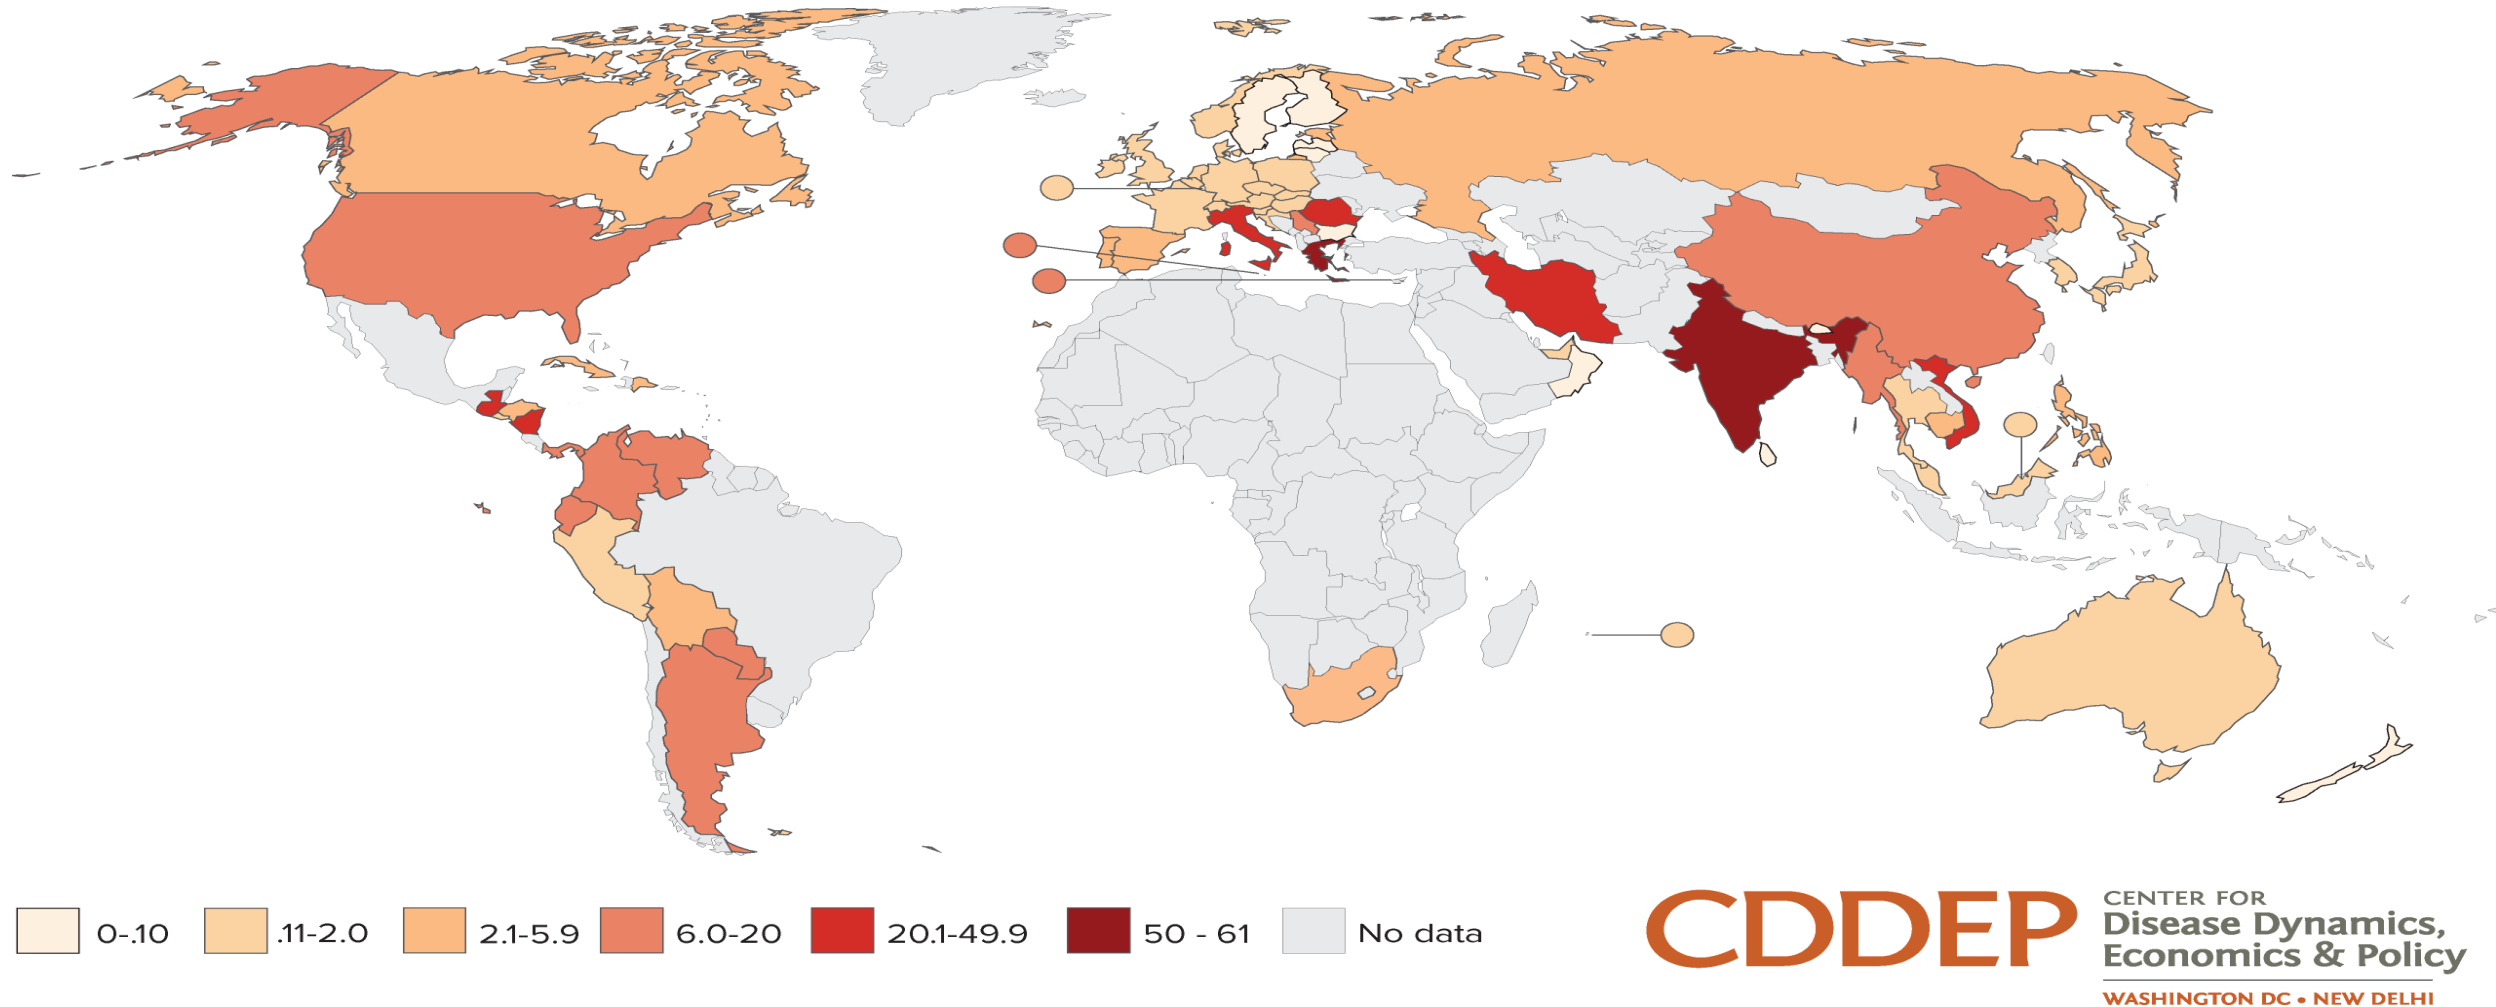 0-.10
.11-2.0
2.1-5.9
6.0-20
20.1-49.9
50 - 61
No data
CDDEP
CENTER FOR
Disease Dynamics,
Economics & Policy
WASHINGTON DC • NEW DELHI